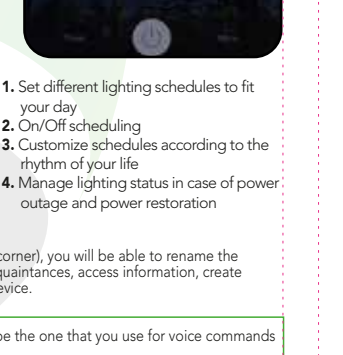 1. Set different lighting schedules to fit
your day
2. On/Off scheduling
3. Customize schedules according to the
rhythm of your life
4. Manage lighting status in case of power
outage and power restoration
corner), you will be able to rename the
quaintances, access information, create
evice.
be the one that you use for voice commands